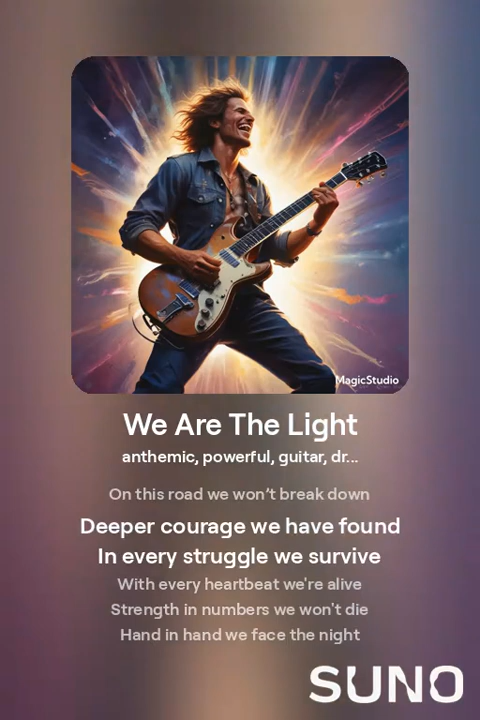 MagicStudio
We Are The Light
anthemic, powerful, guitar, dr...
On this road we won't break down
Deeper courage we have found
In every struggle we survive
With every heartbeat we're alive
Strength in numbers we won't die
Hand in hand we face the night
SUNO